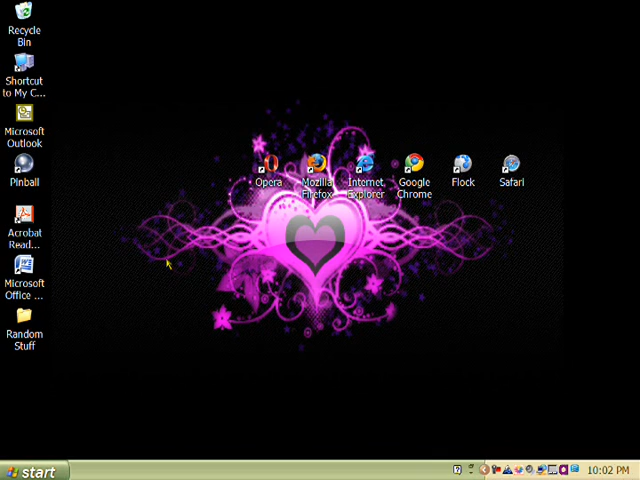 Recycle
Bin
Shortcut
to My C...
Microsoft
Outlook
Pinball
Acrobat
Read...
Microsoft
Office ...
Random
Stuff
Opera
Mozilla
Firefox
Internet
Explorer
Google
Chrome
Flock
Safari
start
10:02 PM